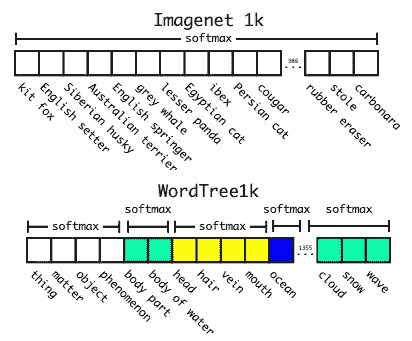 Imagenet 1k
softmax
986
...
kit fox
English setter
Siberian husky
Australian terrier
English springer
grey whale
lesser panda
Egyptian cat
ibex
Persian cat
cougar
rubber eraser
stole
carbonara
WordTree1k
softmax softmax softmax
softmax softmax
1355
...
thing
matter
object
phenomenon
body part
body of water
head
hair
vein
mouth
ocean
cloud
snow
wave